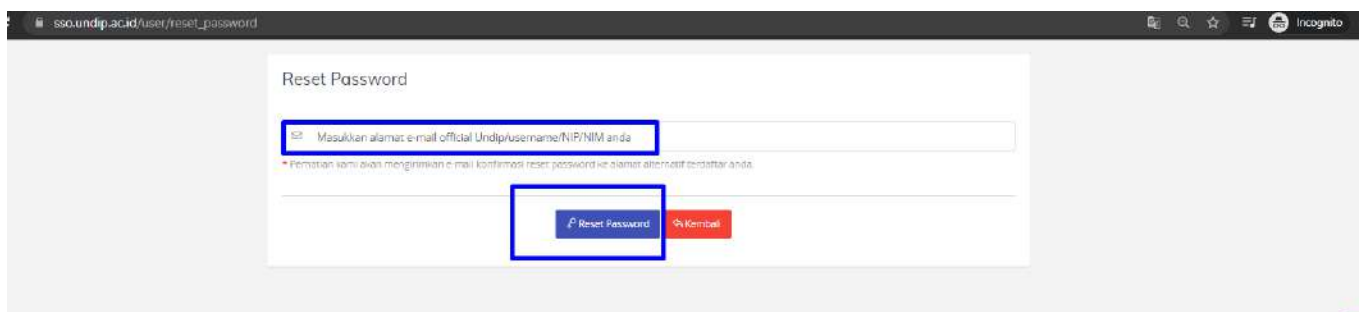 sso.undip.ac.id/user/reset_password
Incognito
Reset Password
Masukkan alamat e-mail official Undip/username/NIP/NIM anda
* Perhatian kami akan mengirimkan e-mail konfirmasi reset password ke alamat alternatif terdaftar anda.
Reset Password
Kembali